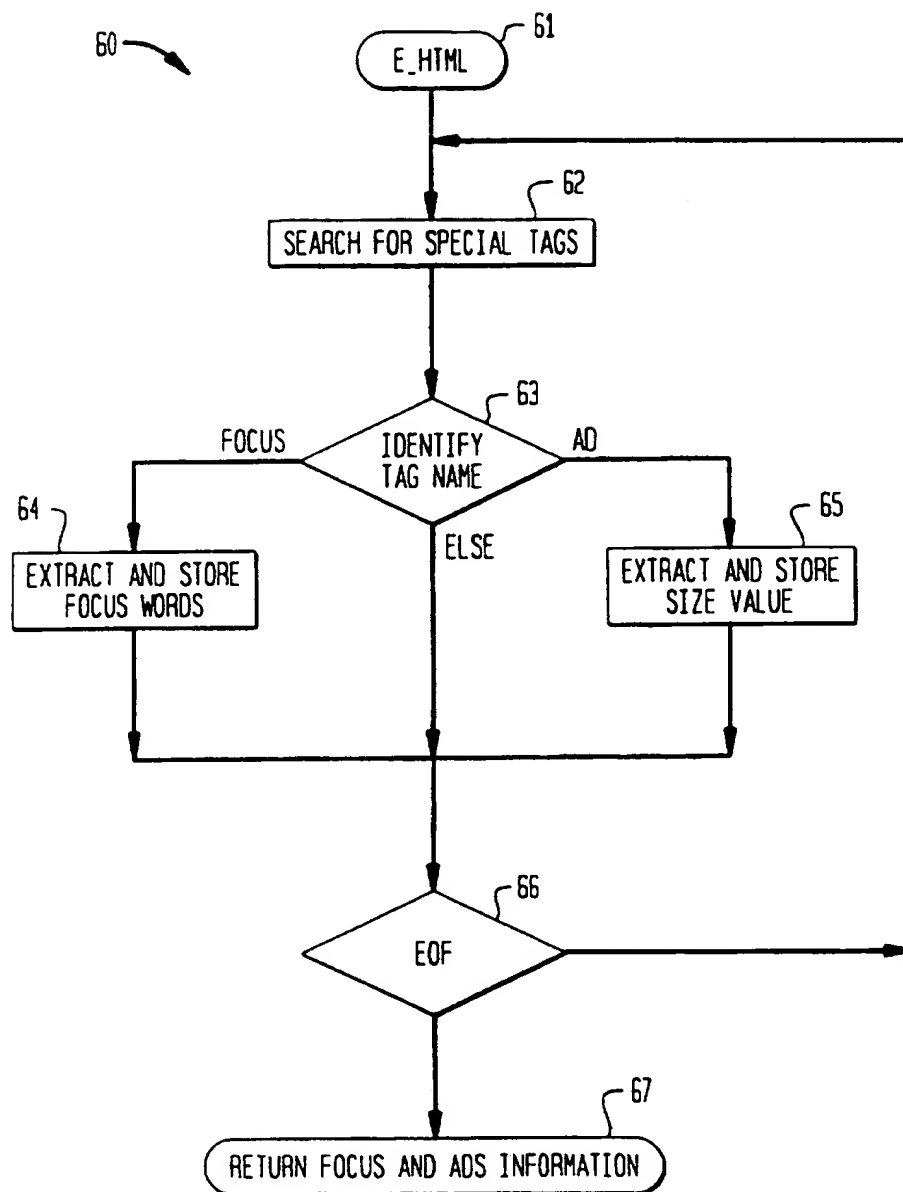 60
61
E_HTML
62
SEARCH FOR SPECIAL TAGS
63
FOCUS
IDENTIFY
TAG NAME
AD
64
ELSE
65
EXTRACT AND STORE
FOCUS WORDS
EXTRACT AND STORE
SIZE VALUE
66
EOF
67
RETURN FOCUS AND ADS INFORMATION